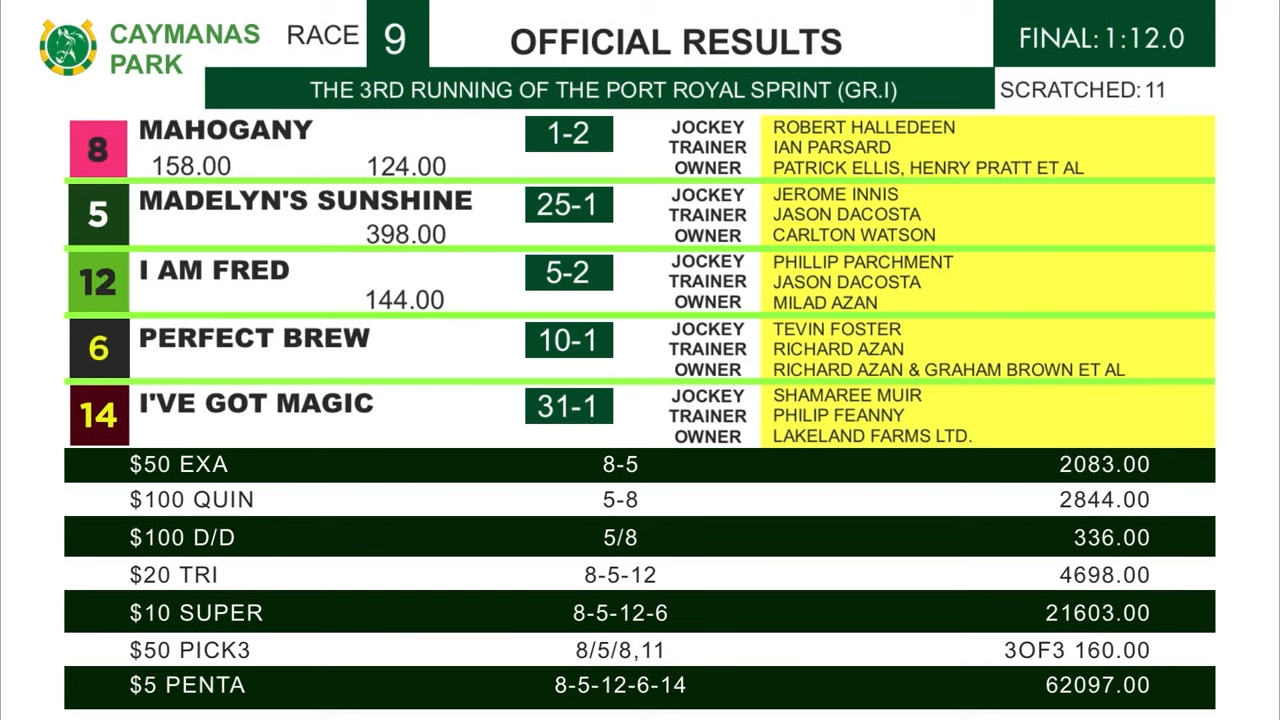 CAYMANAS PARK
RACE 9
OFFICIAL RESULTS
FINAL: 1:12.0
THE 3RD RUNNING OF THE PORT ROYAL SPRINT (GR.I)
SCRATCHED: 11
8 MAHOGANY 1-2 JOCKEY ROBERT HALLEDEEN
TRAINER IAN PARSARD
158.00 124.00 OWNER PATRICK ELLIS, HENRY PRATT ET AL
5 MADELYN'S SUNSHINE 25-1 JOCKEY JEROME INNIS
TRAINER JASON DACOSTA
398.00 OWNER CARLTON WATSON
12 I AM FRED 5-2 JOCKEY PHILLIP PARCHMENT
TRAINER JASON DACOSTA
144.00 OWNER MILAD AZAN
6 PERFECT BREW 10-1 JOCKEY TEVIN FOSTER
TRAINER RICHARD AZAN
OWNER RICHARD AZAN & GRAHAM BROWN ET AL
14 I'VE GOT MAGIC 31-1 JOCKEY SHAMAREE MUIR
TRAINER PHILIP FEANNY
OWNER LAKELAND FARMS LTD.
$50 EXA 8-5 2083.00
$100 QUIN 5-8 2844.00
$100 D/D 5/8 336.00
$20 TRI 8-5-12 4698.00
$10 SUPER 8-5-12-6 21603.00
$50 PICK3 8/5/8,11 3OF3 160.00
$5 PENTA 8-5-12-6-14 62097.00